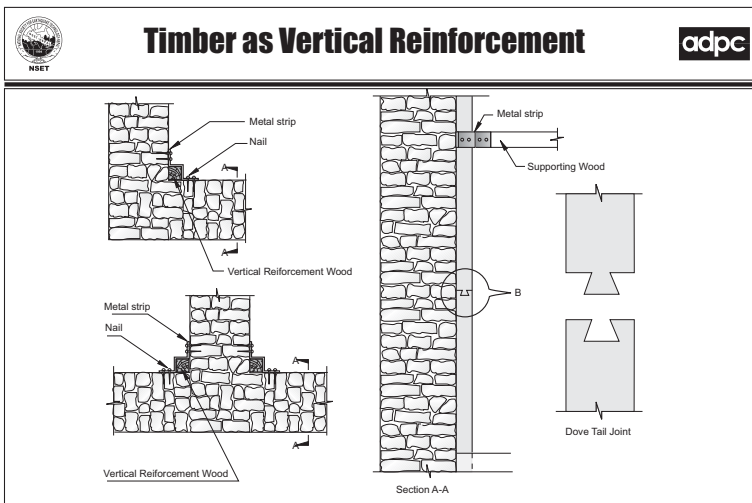 NSET
Timber as Vertical Reinforcement
adpc
Metal strip
Nail
A
A
Vertical Reiforcement Wood
Metal strip
Nail
A
A
Vertical Reiforcement Wood
Metal strip
Supporting Wood
B
Section A-A
Dove Tail Joint